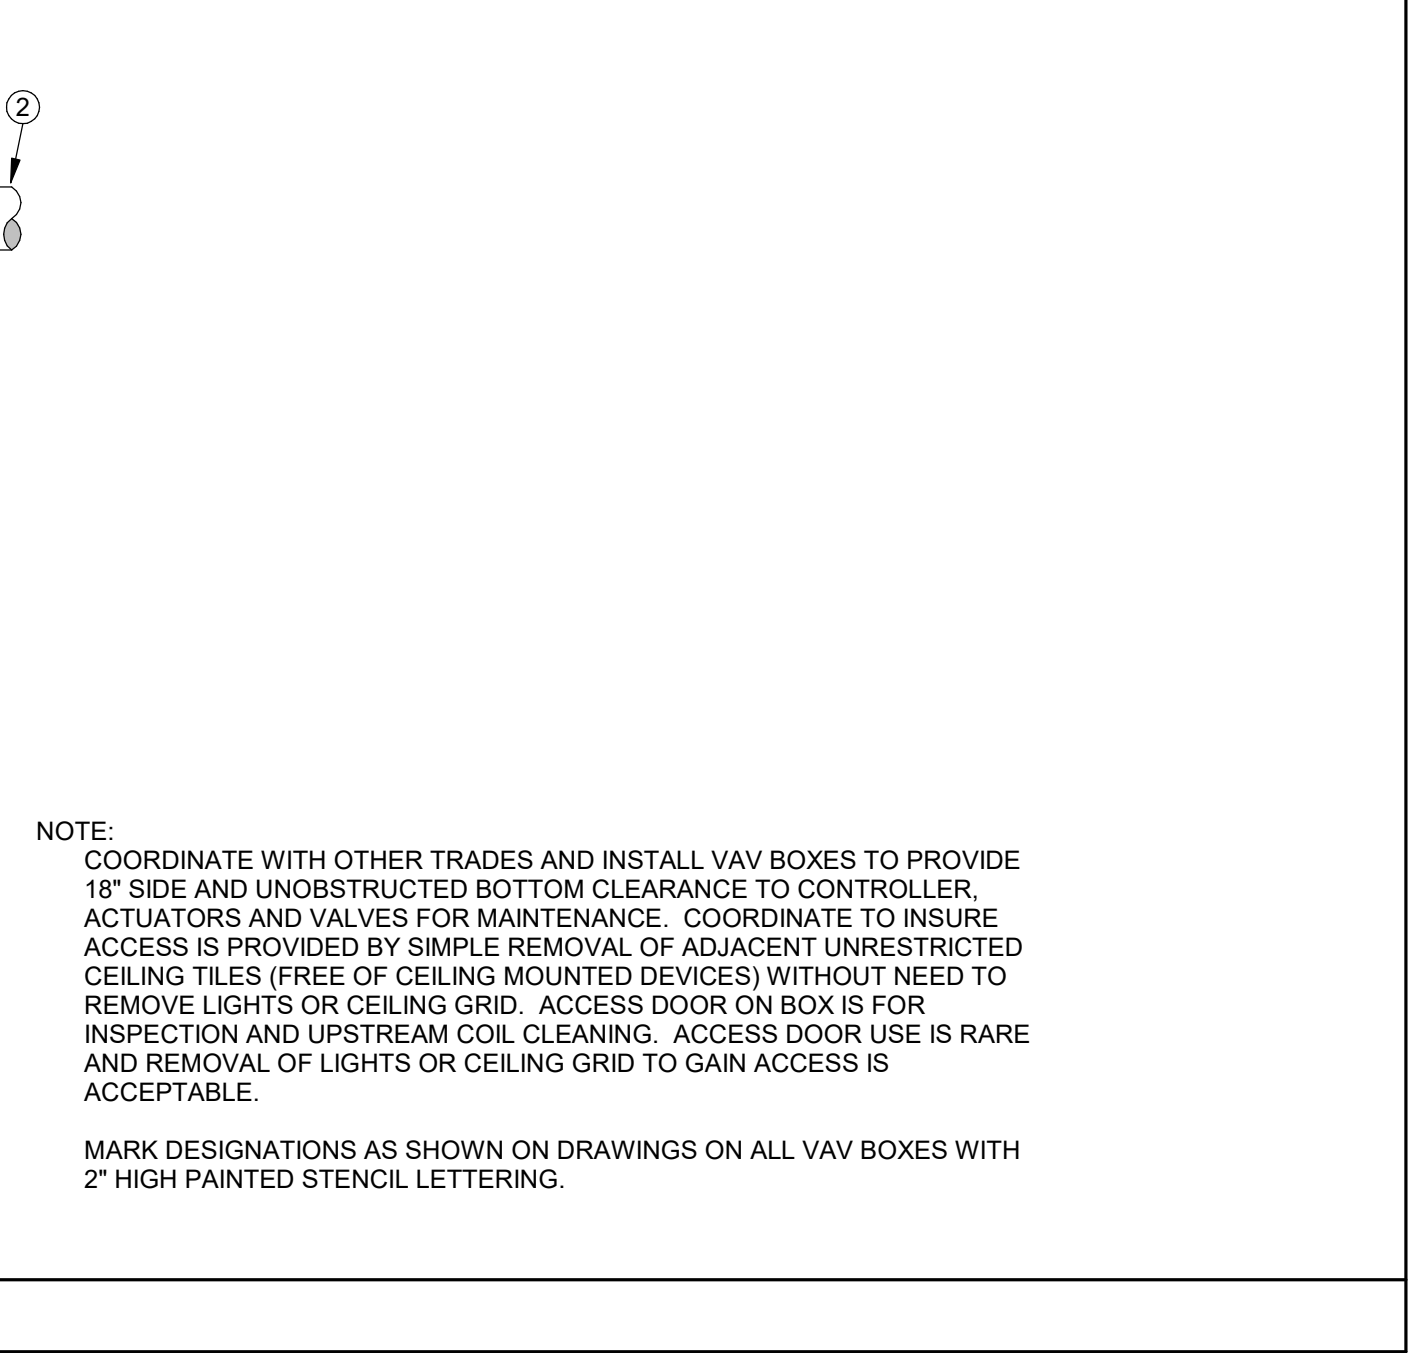 2
NOTE:
COORDINATE WITH OTHER TRADES AND INSTALL VAV BOXES TO PROVIDE
18" SIDE AND UNOBSTRUCTED BOTTOM CLEARANCE TO CONTROLLER,
ACTUATORS AND VALVES FOR MAINTENANCE.  COORDINATE TO INSURE
ACCESS IS PROVIDED BY SIMPLE REMOVAL OF ADJACENT UNRESTRICTED
CEILING TILES (FREE OF CEILING MOUNTED DEVICES) WITHOUT NEED TO
REMOVE LIGHTS OR CEILING GRID.  ACCESS DOOR ON BOX IS FOR
INSPECTION AND UPSTREAM COIL CLEANING.  ACCESS DOOR USE IS RARE
AND REMOVAL OF LIGHTS OR CEILING GRID TO GAIN ACCESS IS
ACCEPTABLE.
MARK DESIGNATIONS AS SHOWN ON DRAWINGS ON ALL VAV BOXES WITH
2" HIGH PAINTED STENCIL LETTERING.